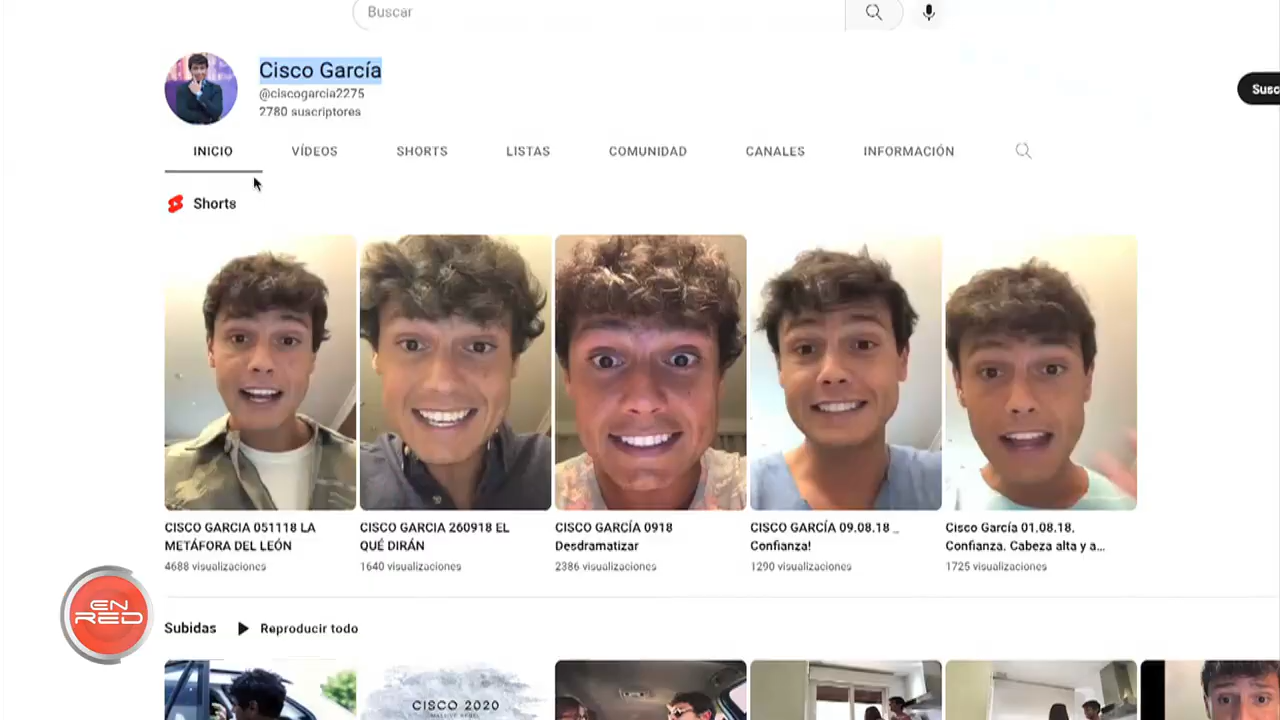 Buscar
Cisco García
@ciscogarcia2275
2780 suscriptores
Susc
INICIO
VÍDEOS
SHORTS
LISTAS
COMUNIDAD
CANALES
INFORMACIÓN
Shorts
CISCO GARCIA 051118 LA
METÁFORA DEL LEÓN
4688 visualizaciones
CISCO GARCIA 260918 EL
QUÉ DIRÁN
1640 visualizaciones
CISCO GARCÍA 0918
Desdramatizar
2386 visualizaciones
CISCO GARCÍA 09.08.18 _
Confianza!
1290 visualizaciones
Cisco García 01.08.18.
Confianza. Cabeza alta y a...
1725 visualizaciones
EN
RED
Subidas
Reproducir todo
CISCO 2020